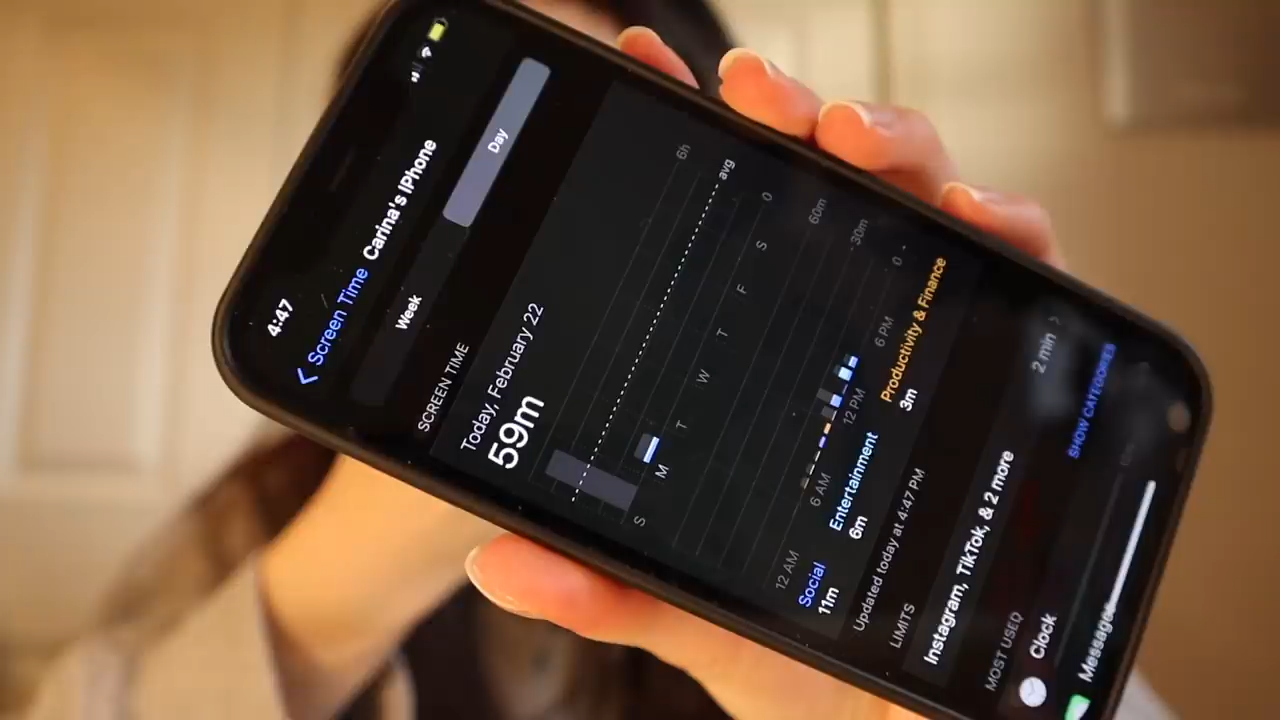 4:47
Screen Time
Carina's iPhone
Week
Day
SCREEN TIME
Today, February 22
59m
6h
avg
0
S
M
T
W
T
F
S
60m
30m
0
12 AM
6 AM
12 PM
6 PM
Social
Entertainment
Productivity & Finance
11m
6m
3m
Updated today at 4:47 PM
LIMITS
Instagram, TikTok, & 2 more
2 min
MOST USED
SHOW CATEGORIES
Clock
Messages